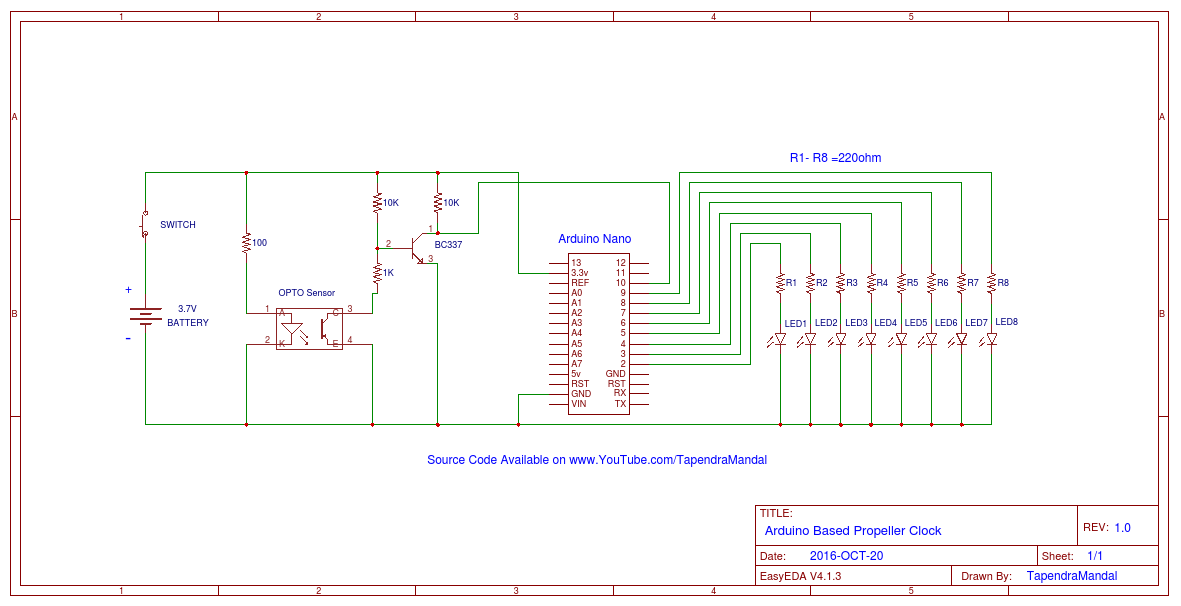 1 2 3 4 5
A A
R1- R8 =220ohm
10K 10K
SWITCH
1
100
2
BC337
3
Arduino Nano
1K
OPTO Sensor
+
3.7V
BATTERY
-
1 A C 3
2 K E 4
13 12
3.3v 11
REF 10
A0 9
A1 8
A2 7
A3 6
A4 5
A5 4
A6 3
A7 2
5v GND
RST RST
GND RX
VIN TX
R1 R2 R3 R4 R5 R6 R7 R8
LED1 LED2 LED3 LED4 LED5 LED6 LED7 LED8
B B
Source Code Available on www.YouTube.com/TapendraMandal
TITLE:
Arduino Based Propeller Clock
REV: 1.0
Date: 2016-OCT-20
Sheet: 1/1
EasyEDA V4.1.3
Drawn By: TapendraMandal
1 2 3 4 5